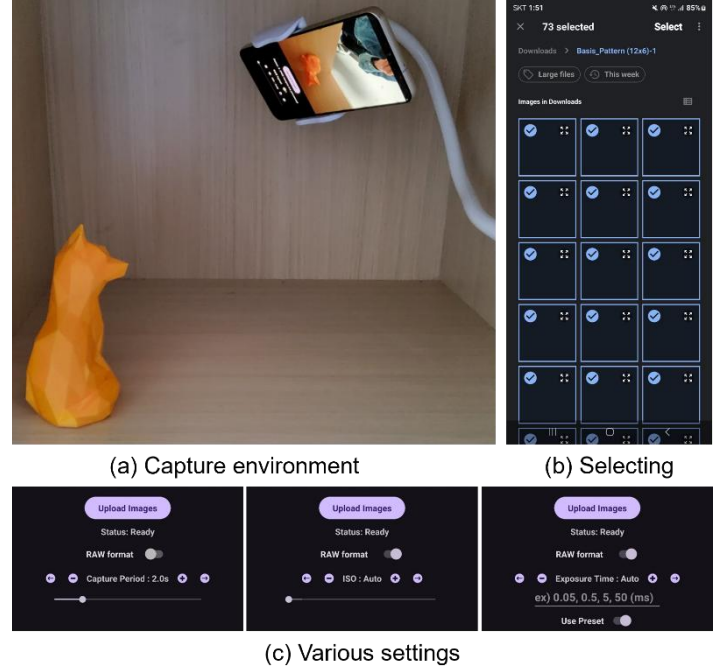 SKT 1:51
85%
73 selected
Select
Downloads > Basis_Pattern (12x6)-1
Large files
This week
Images in Downloads
(a) Capture environment
(b) Selecting
Upload Images
Status: Ready
RAW format
Capture Period : 2.0s
Upload Images
Status: Ready
RAW format
ISO : Auto
Upload Images
Status: Ready
RAW format
Exposure Time : Auto
ex) 0.05, 0.5, 5, 50 (ms)
Use Preset
(c) Various settings